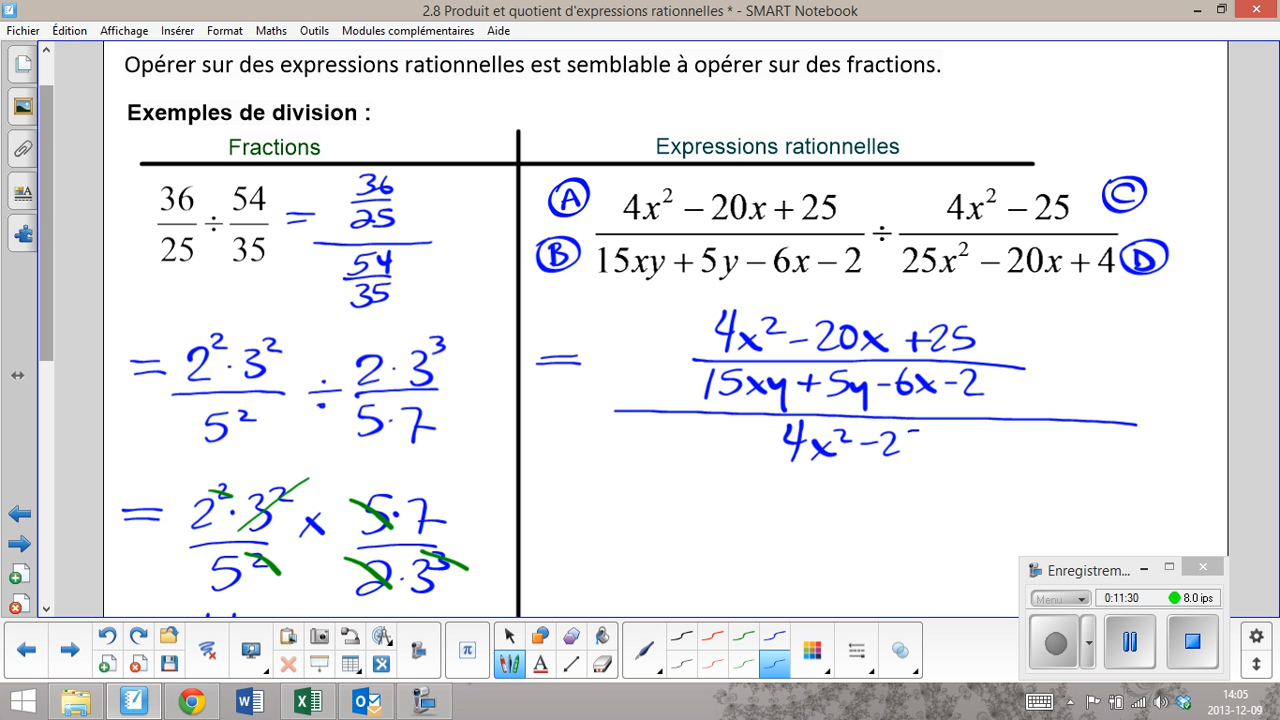 2.8 Produit et quotient d'expressions rationnelles * - SMART Notebook
Fichier Édition Affichage Insérer Format Maths Outils Modules complémentaires Aide
Opérer sur des expressions rationnelles est semblable à opérer sur des fractions.
Exemples de division :
Fractions
36/25 ÷ 54/35 = (36/25)/(54/35)
= 2² · 3² / 5² ÷ 2 · 3³ / 5 · 7
= 2² · 3² / 5² × 5 · 7 / 2 · 3³
Expressions rationnelles
A 4x² − 20x + 25 ÷ 4x² − 25 C
B 15xy + 5y − 6x − 2 25x² − 20x + 4 D
= 4x² − 20x + 25
15xy + 5y − 6x − 2
4x² − 2
Enregistrem...
Menu 0:11:30 8.0 ips
14:05
2013-12-09